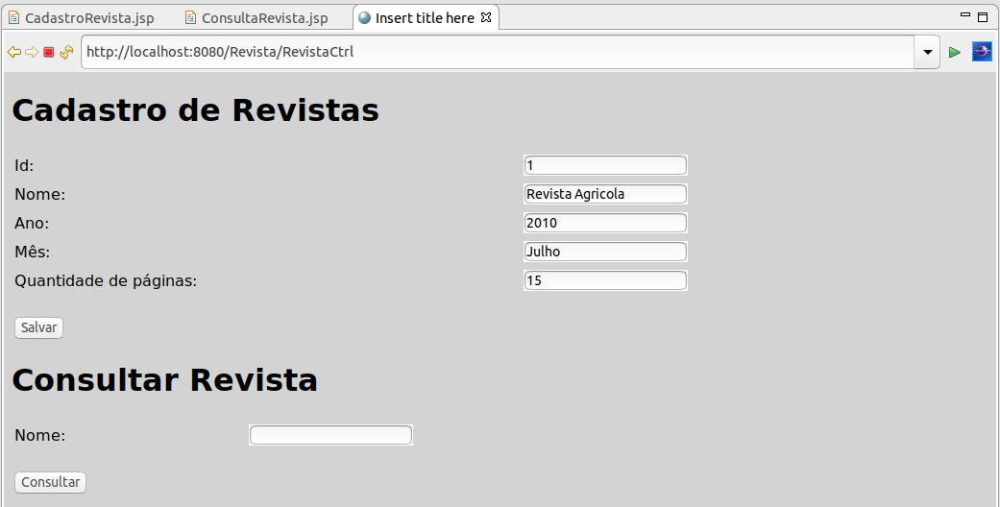 CadastroRevista.jsp ConsultaRevista.jsp Insert title here
http://localhost:8080/Revista/RevistaCtrl
Cadastro de Revistas
Id: 1
Nome: Revista Agricola
Ano: 2010
Mês: Julho
Quantidade de páginas: 15
Salvar
Consultar Revista
Nome:
Consultar